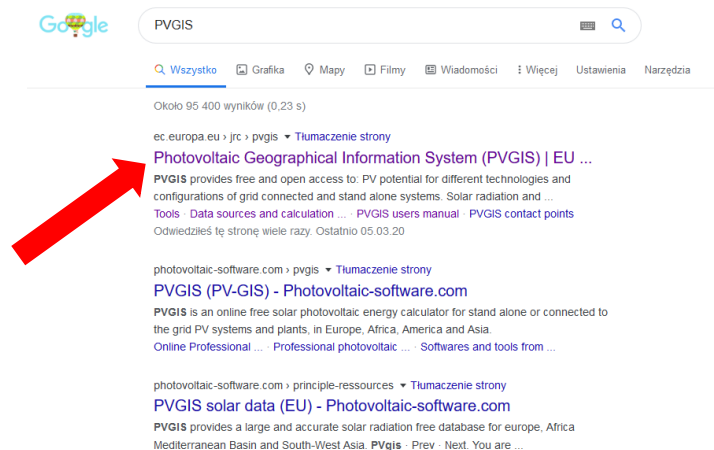 Google
PVGIS
Wszystko Grafika Mapy Filmy Wiadomości Więcej Ustawienia Narzędzia
Około 95 400 wyników (0,23 s)
ec.europa.eu › jrc › pvgis ▾ Tłumaczenie strony
Photovoltaic Geographical Information System (PVGIS) | EU ...
PVGIS provides free and open access to: PV potential for different technologies and
configurations of grid connected and stand alone systems. Solar radiation and ...
Tools · Data sources and calculation ... · PVGIS users manual · PVGIS contact points
Odwiedziłeś tę stronę wiele razy. Ostatnio 05.03.20
photovoltaic-software.com › pvgis ▾ Tłumaczenie strony
PVGIS (PV-GIS) - Photovoltaic-software.com
PVGIS is an online free solar photovoltaic energy calculator for stand alone or connected to
the grid PV systems and plants, in Europe, Africa, America and Asia.
Online Professional ... · Professional photovoltaic ... · Softwares and tools from ...
photovoltaic-software.com › principle-ressources ▾ Tłumaczenie strony
PVGIS solar data (EU) - Photovoltaic-software.com
PVGIS provides a large and accurate solar radiation free database for europe, Africa
Mediterranean Basin and South-West Asia. PVgis · Prev · Next. You are ...